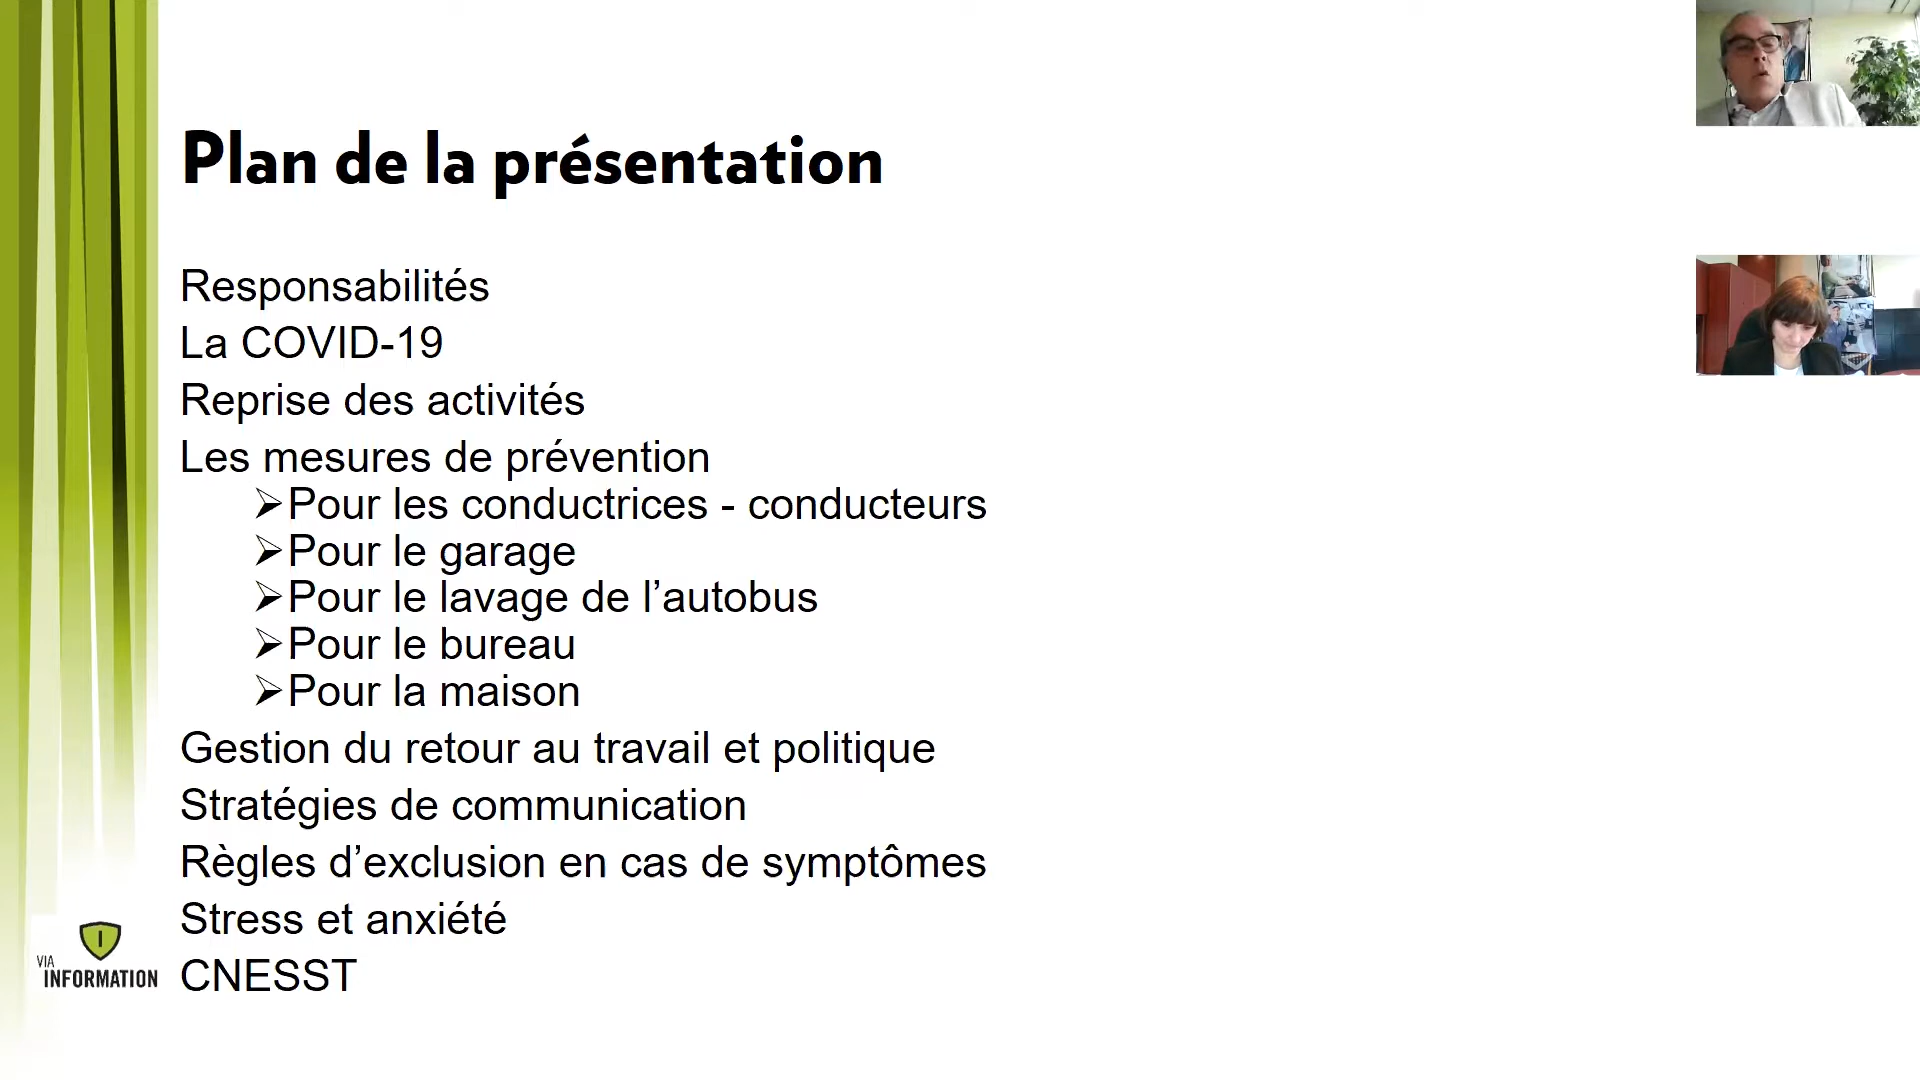 Plan de la présentation
Responsabilités
La COVID-19
Reprise des activités
Les mesures de prévention
➢Pour les conductrices - conducteurs
➢Pour le garage
➢Pour le lavage de l’autobus
➢Pour le bureau
➢Pour la maison
Gestion du retour au travail et politique
Stratégies de communication
Règles d’exclusion en cas de symptômes
Stress et anxiété
CNESST
I
VIA
INFORMATION